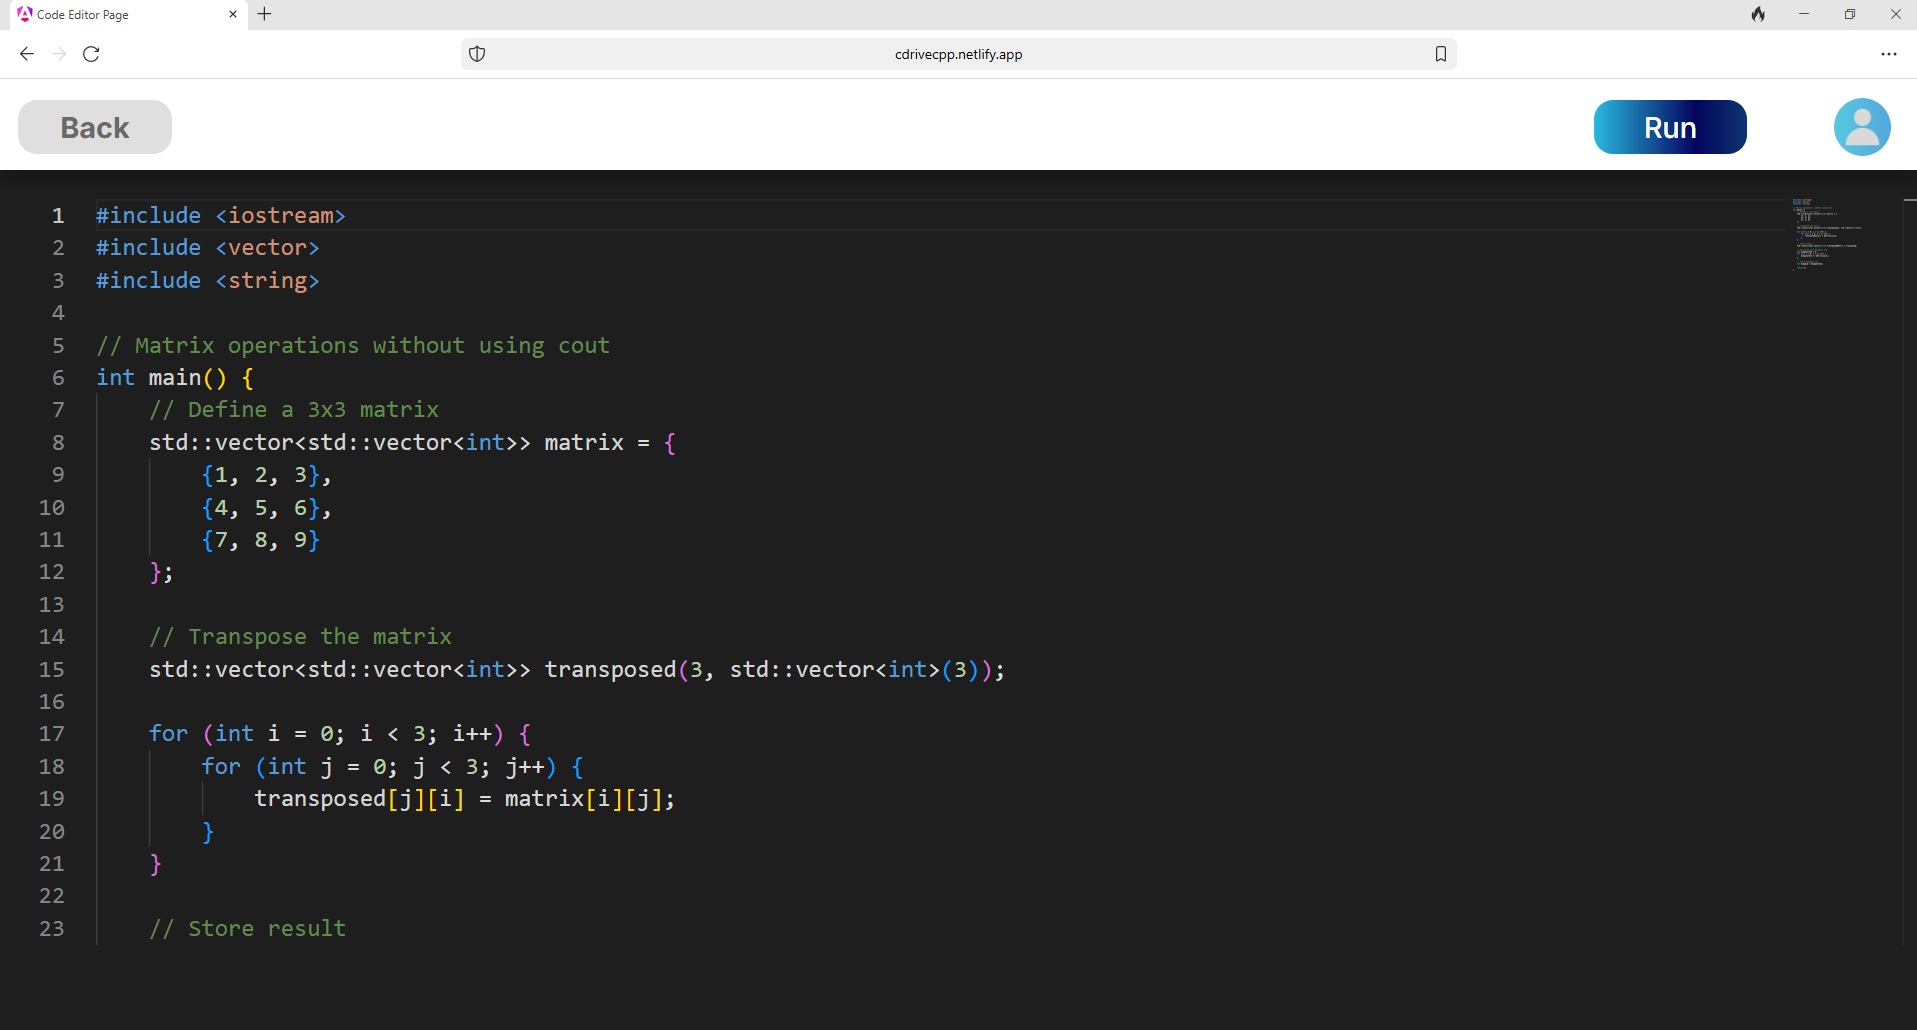 Code Editor Page
cdrivecpp.netlify.app
Back
Run
1 #include <iostream>
2 #include <vector>
3 #include <string>
4
5 // Matrix operations without using cout
6 int main() {
7     // Define a 3x3 matrix
8     std::vector<std::vector<int>> matrix = {
9         {1, 2, 3},
10         {4, 5, 6},
11         {7, 8, 9}
12     };
13
14     // Transpose the matrix
15     std::vector<std::vector<int>> transposed(3, std::vector<int>(3));
16
17     for (int i = 0; i < 3; i++) {
18         for (int j = 0; j < 3; j++) {
19             transposed[j][i] = matrix[i][j];
20         }
21     }
22
23     // Store result